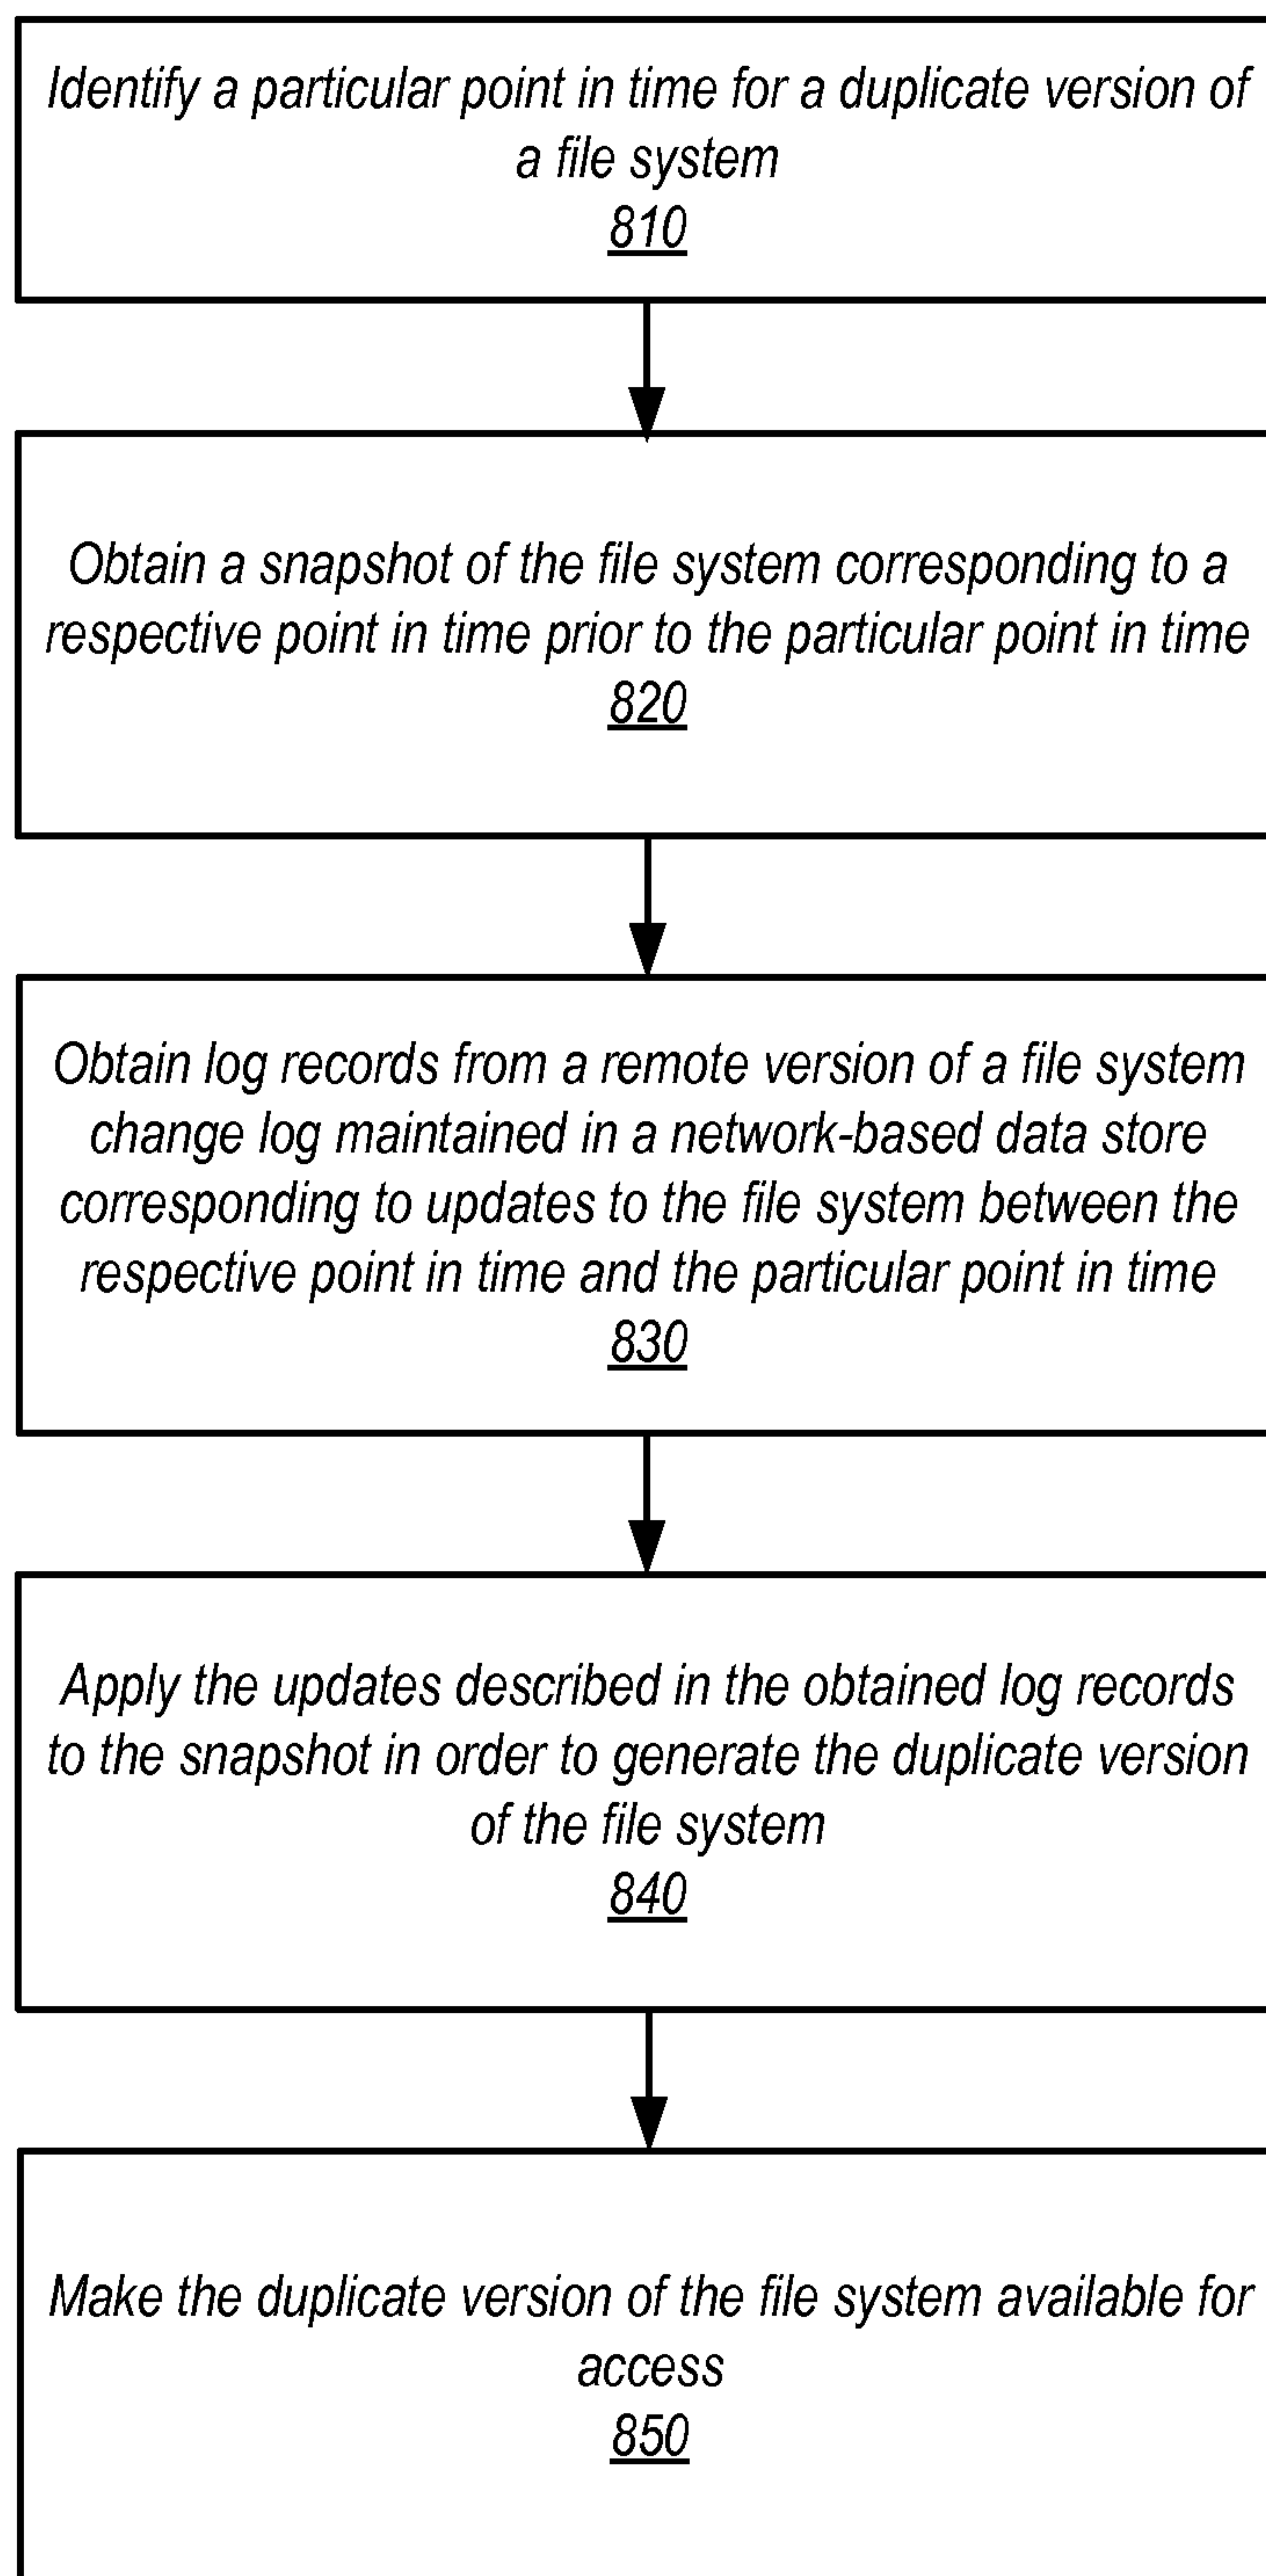 Identify a particular point in time for a duplicate version of
a file system
810
Obtain a snapshot of the file system corresponding to a
respective point in time prior to the particular point in time
820
Obtain log records from a remote version of a file system
change log maintained in a network-based data store
corresponding to updates to the file system between the
respective point in time and the particular point in time
830
Apply the updates described in the obtained log records
to the snapshot in order to generate the duplicate version
of the file system
840
Make the duplicate version of the file system available for
access
850